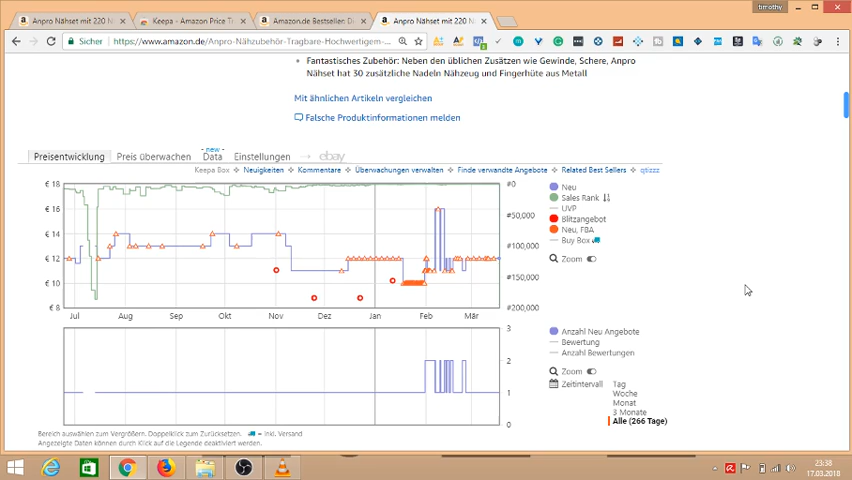 timothy
Anpro Nähset mit 220 N
Keepa - Amazon Price T
Amazon.de Bestseller: Di
Anpro Nähset mit 220 N
Sicher
https://www.amazon.de/Anpro-Nähzubehör-Tragbare-Hochwertigem-...
Fantastisches Zubehör: Neben den üblichen Zusätzen wie Gewinde, Schere, Anpro
Nähset hat 30 zusätzliche Nadeln Nähzeug und Fingerhüte aus Metall
Mit ähnlichen Artikeln vergleichen
Falsche Produktinformationen melden
new
Preisentwicklung Preis überwachen Data Einstellungen ebay
Keepa Box Neuigkeiten Kommentare Überwachungen verwalten Finde verwandte Angebote Related Best Sellers qtizzz
€ 18
€ 16
€ 14
€ 12
€ 10
€ 8
#0
#50,000
#100,000
#150,000
#200,000
Neu
Sales Rank
UVP
Blitzangebot
Neu, FBA
Buy Box
Zoom
Jul Aug Sep Okt Nov Dez Jan Feb Mär
3
2
1
0
Anzahl Neu Angebote
Bewertung
Anzahl Bewertungen
Zoom
Zeitintervall
Tag
Woche
Monat
3 Monate
Alle (266 Tage)
Bereich auswählen zum Vergrößern. Doppelklick zum Zurücksetzen. = inkl. Versand
Angezeigte Daten können durch Klick auf die Legende deaktiviert werden.
23:38
17.03.2018